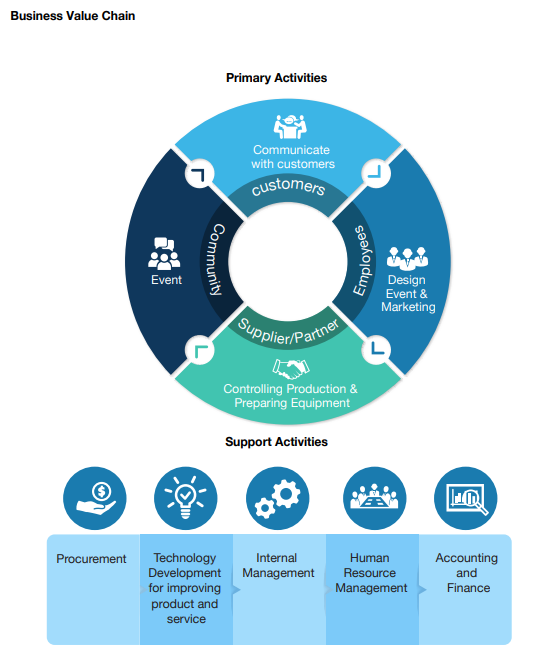 Business Value Chain
Primary Activities
Communicate
with customers
customers
Community
Employees
Event
Design
Event &
Marketing
Supplier/Partner
Controlling Production &
Preparing Equipment
Support Activities
Procurement
Technology
Development
for improving
product and
service
Internal
Management
Human
Resource
Management
Accounting
and
Finance